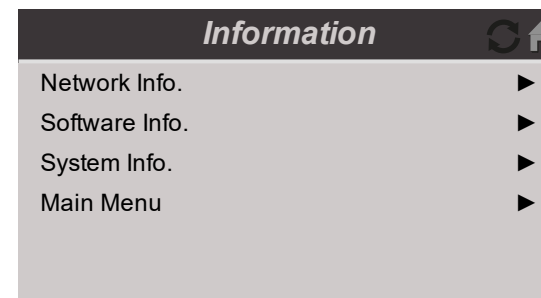 Information
Network Info.
Software Info.
System Info.
Main Menu